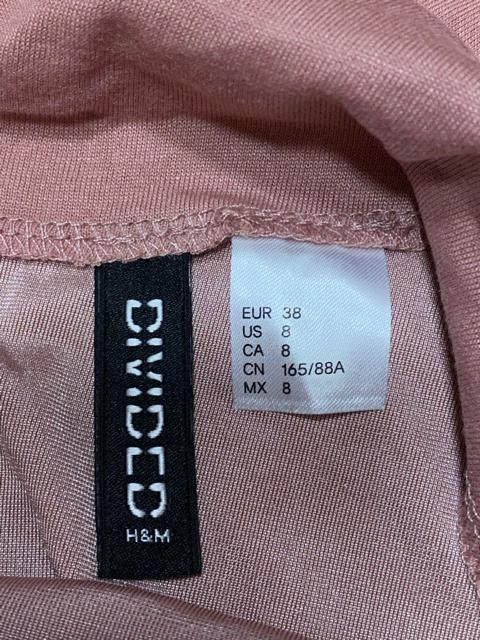 DIVIDED
H&M
EUR 38
US 8
CA 8
CN 165/88A
MX 8